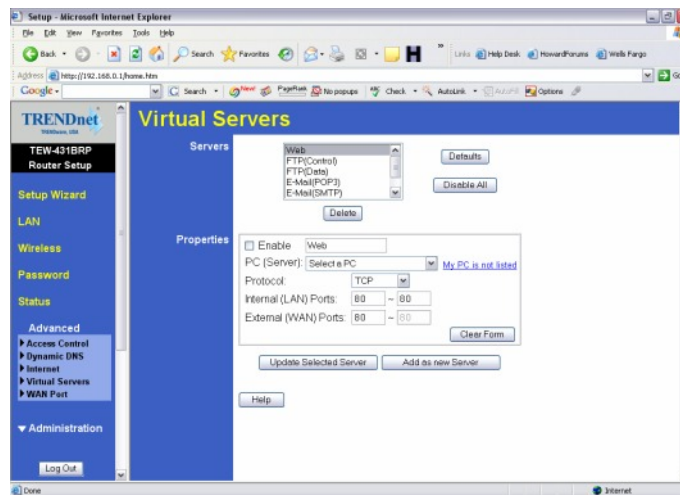 Setup - Microsoft Internet Explorer
File Edit View Favorites Tools Help
Back Search Favorites Links Help Desk HowardForums Wells Fargo
Address http://192.168.0.1/home.htm Go
Google Search New! PageRank No popups Check AutoLink AutoFill Options
TRENDnet
TRENDware, USA
TEW-431BRP
Router Setup
Setup Wizard
LAN
Wireless
Password
Status
Advanced
Access Control
Dynamic DNS
Internet
Virtual Servers
WAN Port
Administration
Log Out
Virtual Servers
Servers
Web
FTP(Control)
FTP(Data)
E-Mail(POP3)
E-Mail(SMTP)
Defaults
Disable All
Delete
Properties
Enable Web
PC (Server): Select a PC My PC is not listed
Protocol: TCP
Internal (LAN) Ports: 80 ~ 80
External (WAN) Ports: 80 ~ 80
Clear Form
Update Selected Server Add as new Server
Help
Done Internet